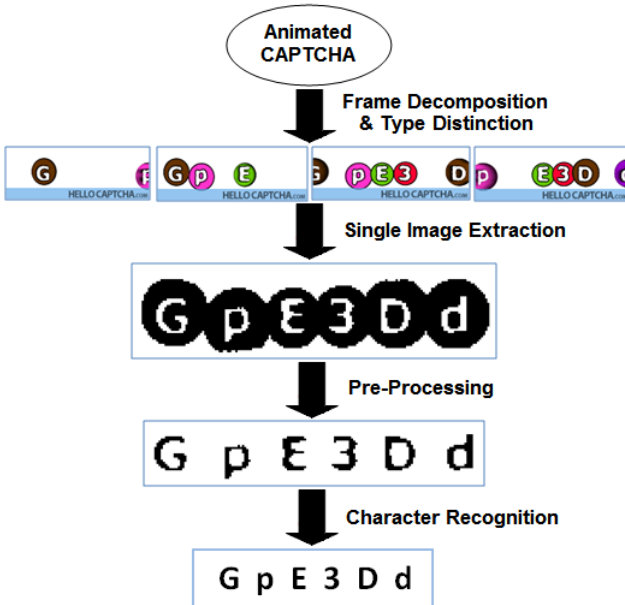 Animated
CAPTCHA
Frame Decomposition
& Type Distinction
G p
HELLO CAPTCHA.COM
G p E
HELLO CAPTCHA.COM
G p E 3 D
HELLO CAPTCHA.COM
p E 3 D d
HELLO CAPTCHA.COM
Single Image Extraction
G p E 3 D d
Pre-Processing
G p E 3 D d
Character Recognition
G p E 3 D d